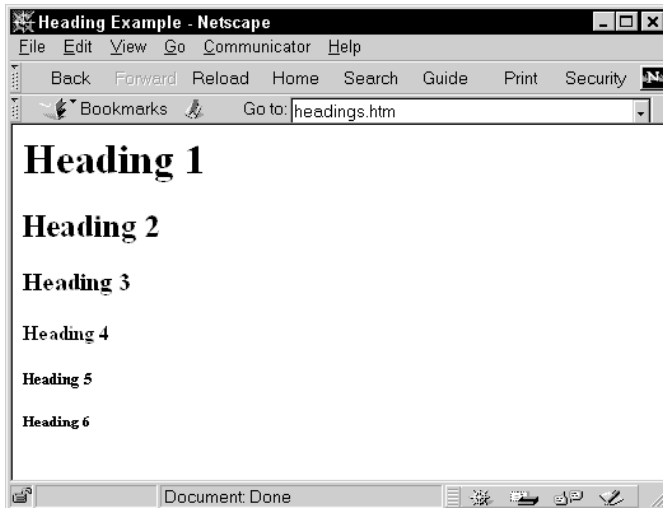 Heading Example - Netscape
File Edit View Go Communicator Help
Back Forward Reload Home Search Guide Print Security N
Bookmarks Go to: headings.htm
Heading 1
Heading 2
Heading 3
Heading 4
Heading 5
Heading 6
Document: Done